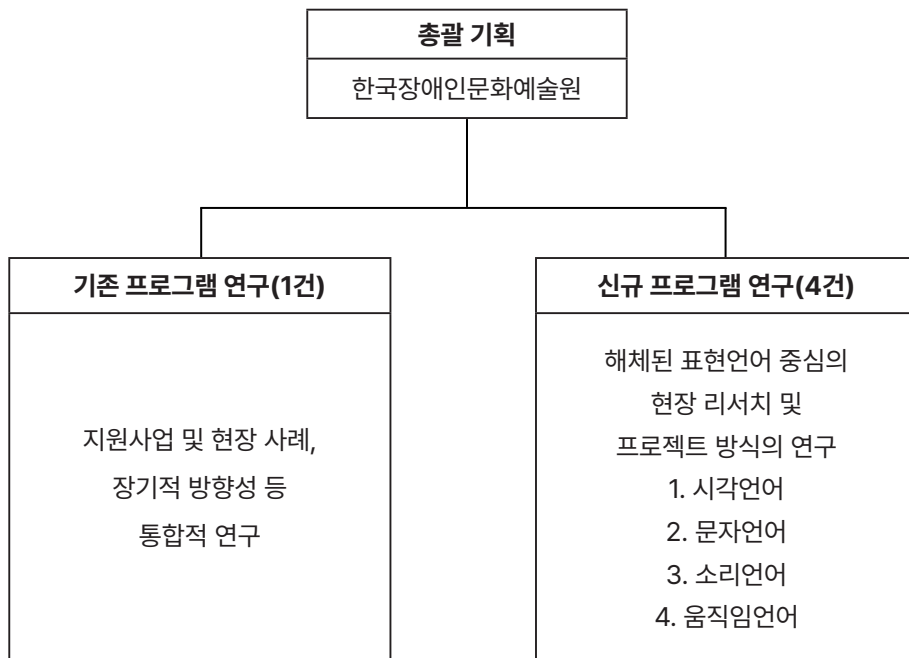 총괄 기획
한국장애인문화예술원
기존 프로그램 연구(1건)
지원사업 및 현장 사례,
장기적 방향성 등
통합적 연구
신규 프로그램 연구(4건)
해체된 표현언어 중심의
현장 리서치 및
프로젝트 방식의 연구
1. 시각언어
2. 문자언어
3. 소리언어
4. 움직임언어